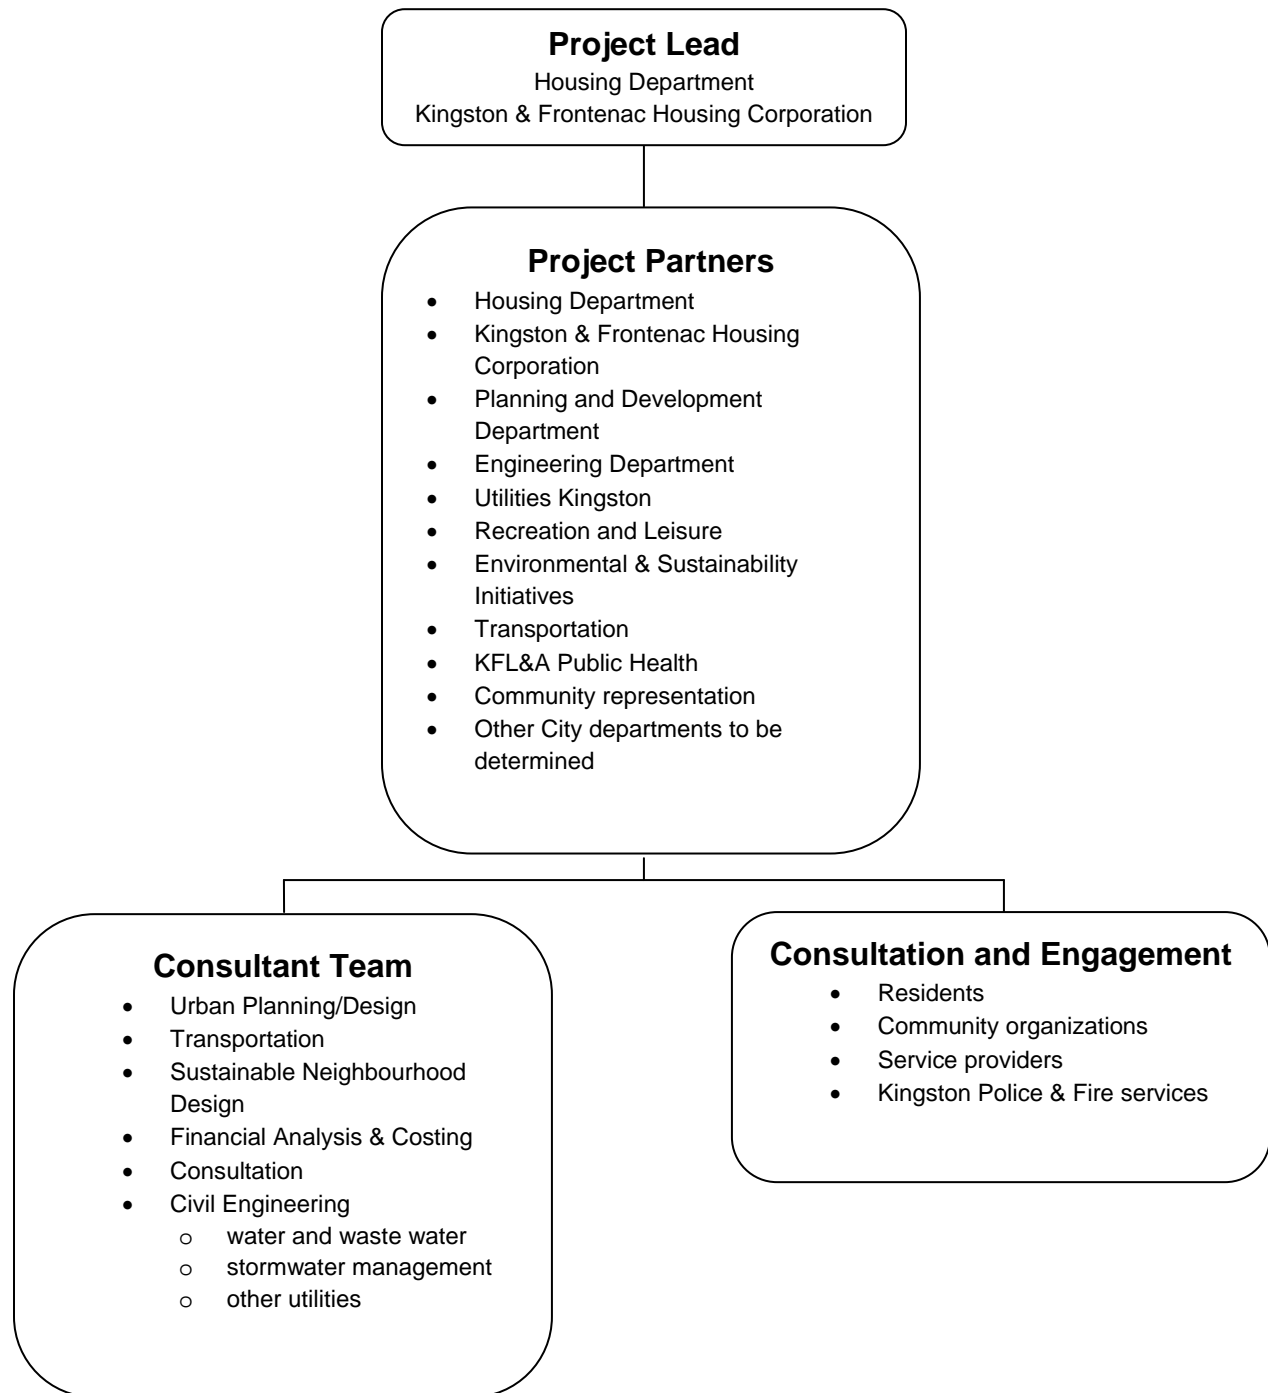 Project Lead
Housing Department
Kingston & Frontenac Housing Corporation
Project Partners
• Housing Department
• Kingston & Frontenac Housing
Corporation
• Planning and Development
Department
• Engineering Department
• Utilities Kingston
• Recreation and Leisure
• Environmental & Sustainability
Initiatives
• Transportation
• KFL&A Public Health
• Community representation
• Other City departments to be
determined
Consultant Team
• Urban Planning/Design
• Transportation
• Sustainable Neighbourhood
Design
• Financial Analysis & Costing
• Consultation
• Civil Engineering
o water and waste water
o stormwater management
o other utilities
Consultation and Engagement
• Residents
• Community organizations
• Service providers
• Kingston Police & Fire services